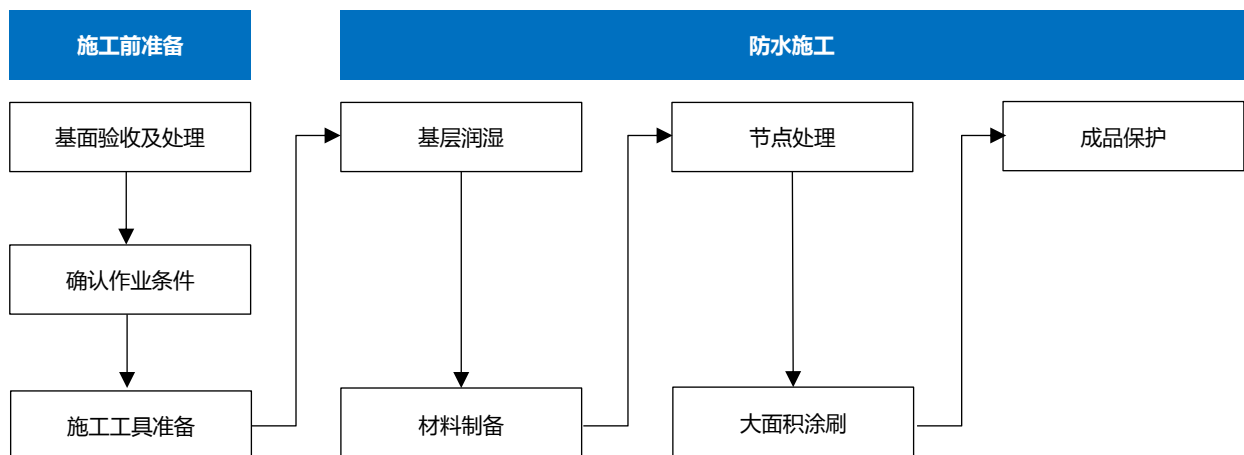 施工前准备
防水施工
基面验收及处理
确认作业条件
施工工具准备
基层润湿
材料制备
节点处理
大面积涂刷
成品保护